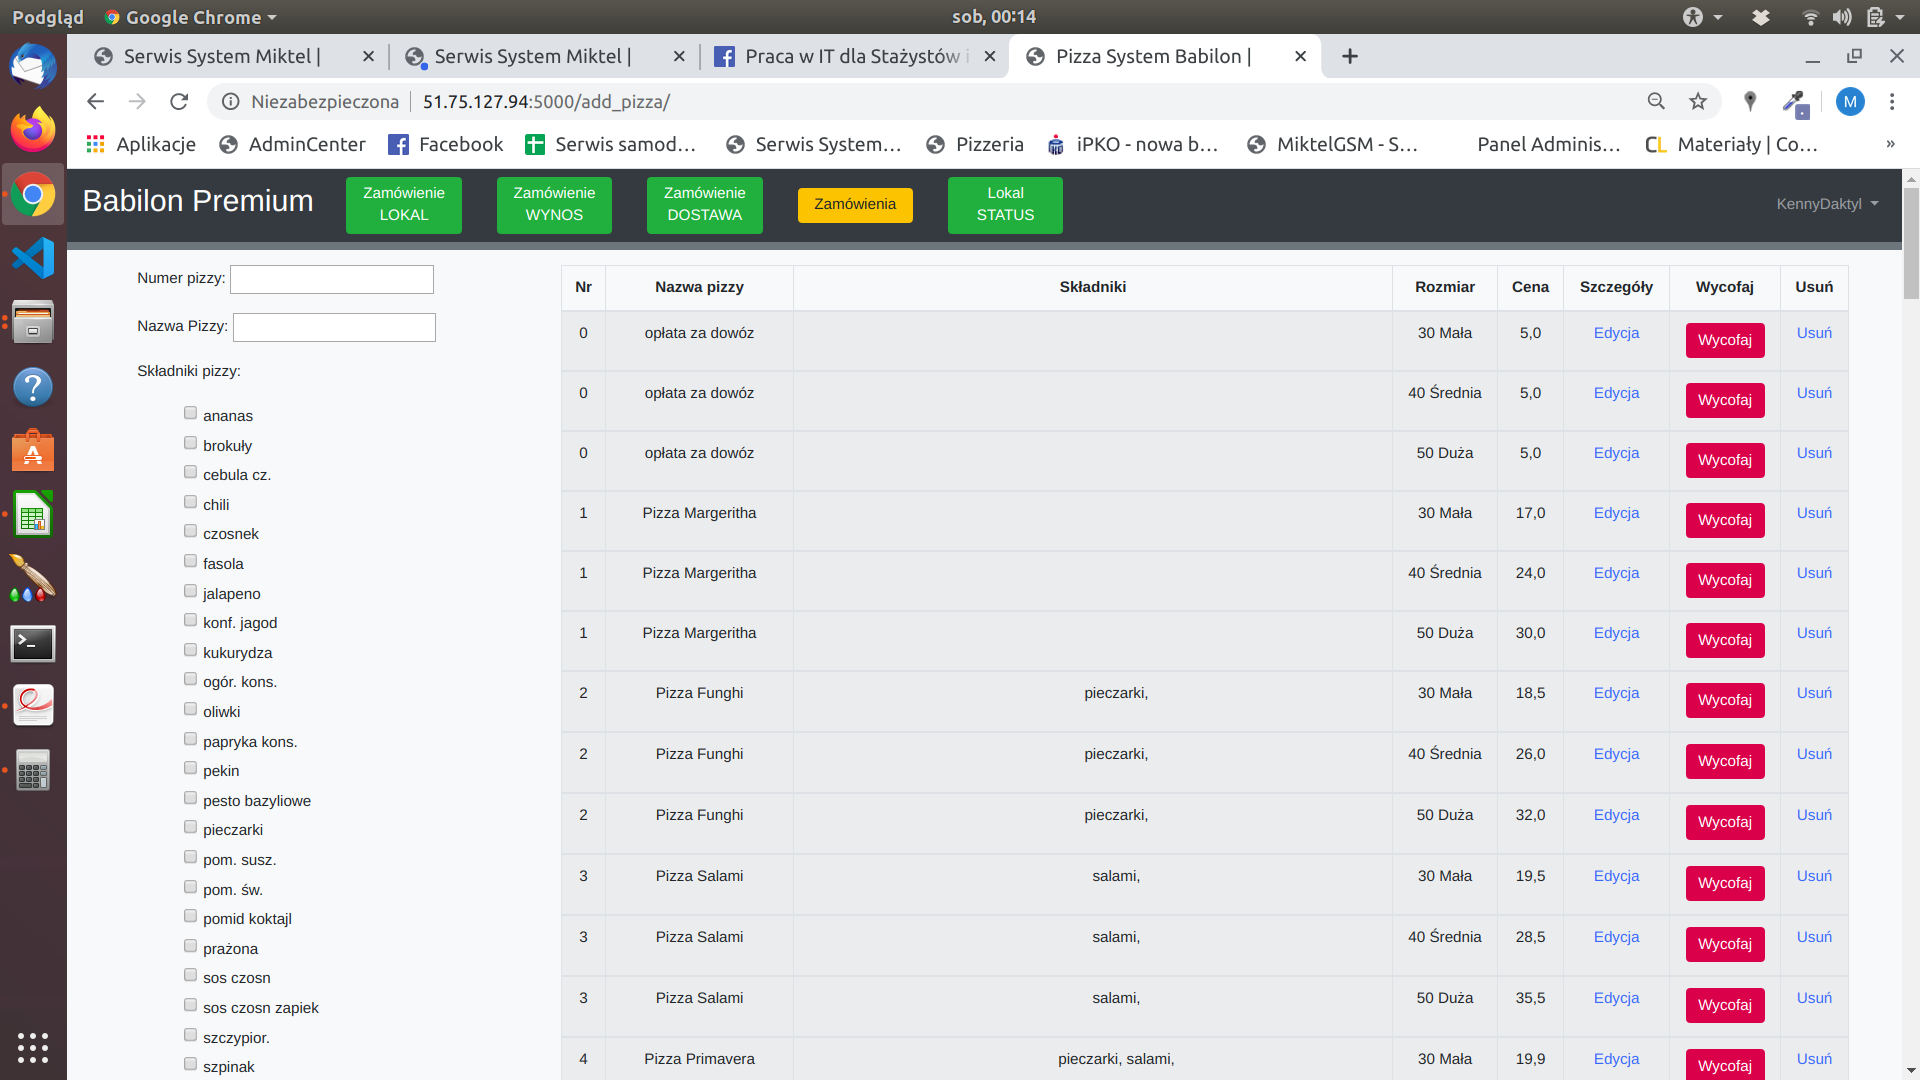 Podgląd Google Chrome sob, 00:14
Serwis System Miktel | Serwis System Miktel | Praca w IT dla Stażystów i Pizza System Babilon |
Niezabezpieczona 51.75.127.94:5000/add_pizza/ M
Aplikacje AdminCenter Facebook Serwis samod... Serwis System... Pizzeria iPKO - nowa b... MiktelGSM - S... Panel Adminis... CL Materiały | Co... »
Babilon Premium Zamówienie LOKAL Zamówienie WYNOS Zamówienie DOSTAWA Zamówienia Lokal STATUS KennyDaktyl
Numer pizzy:
Nazwa Pizzy:
Składniki pizzy:
ananas
brokuły
cebula cz.
chili
czosnek
fasola
jalapeno
konf. jagod
kukurydza
ogór. kons.
oliwki
papryka kons.
pekin
pesto bazyliowe
pieczarki
pom. susz.
pom. św.
pomid koktajl
prażona
sos czosn
sos czosn zapiek
szczypior.
szpinak
Nr Nazwa pizzy Składniki Rozmiar Cena Szczegóły Wycofaj Usuń
0 opłata za dowóz 30 Mała 5,0 Edycja Wycofaj Usuń
0 opłata za dowóz 40 Średnia 5,0 Edycja Wycofaj Usuń
0 opłata za dowóz 50 Duża 5,0 Edycja Wycofaj Usuń
1 Pizza Margeritha 30 Mała 17,0 Edycja Wycofaj Usuń
1 Pizza Margeritha 40 Średnia 24,0 Edycja Wycofaj Usuń
1 Pizza Margeritha 50 Duża 30,0 Edycja Wycofaj Usuń
2 Pizza Funghi pieczarki, 30 Mała 18,5 Edycja Wycofaj Usuń
2 Pizza Funghi pieczarki, 40 Średnia 26,0 Edycja Wycofaj Usuń
2 Pizza Funghi pieczarki, 50 Duża 32,0 Edycja Wycofaj Usuń
3 Pizza Salami salami, 30 Mała 19,5 Edycja Wycofaj Usuń
3 Pizza Salami salami, 40 Średnia 28,5 Edycja Wycofaj Usuń
3 Pizza Salami salami, 50 Duża 35,5 Edycja Wycofaj Usuń
4 Pizza Primavera pieczarki, salami, 30 Mała 19,9 Edycja Wycofaj Usuń